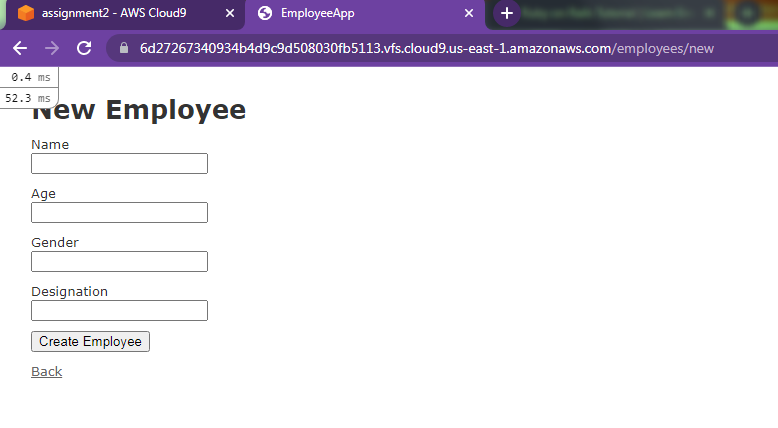 assignment2 - AWS Cloud9
EmployeeApp
6d27267340934b4d9c9d508030fb5113.vfs.cloud9.us-east-1.amazonaws.com/employees/new
0.4 ms
52.3 ms
New Employee
Name
Age
Gender
Designation
Create Employee
Back